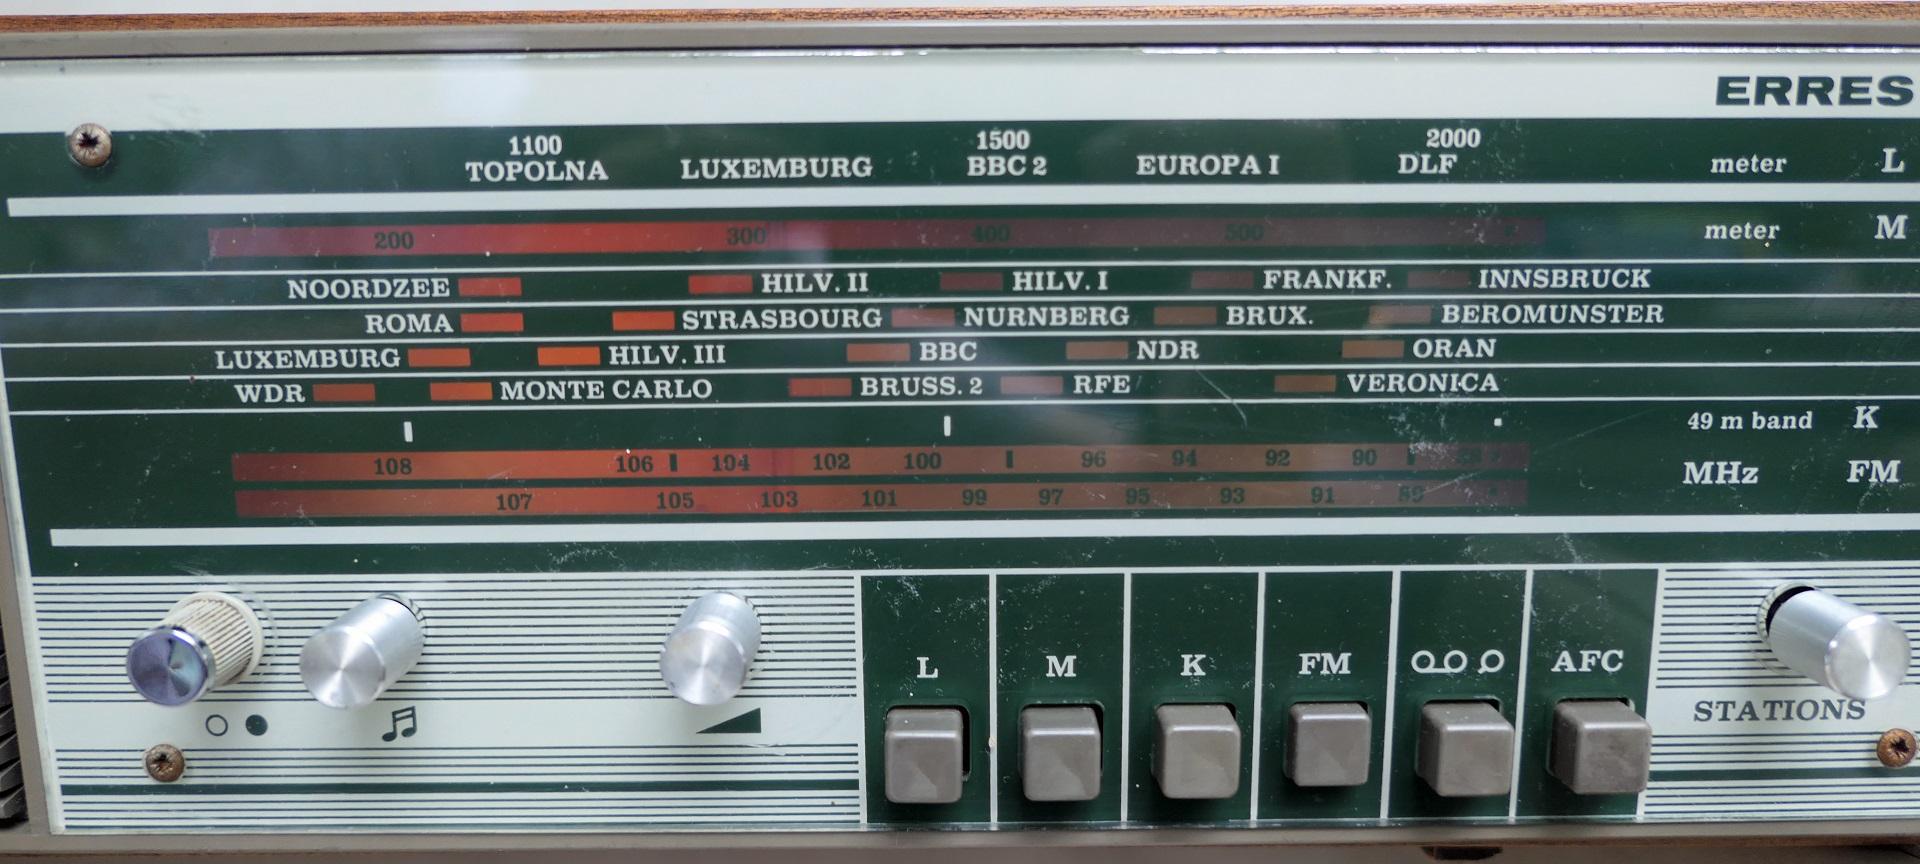 ERRES
1100 1500 2000
TOPOLNA LUXEMBURG BBC 2 EUROPA I DLF meter L
200 300 400 500 meter M
NOORDZEE HILV. II HILV. I FRANKF. INNSBRUCK
ROMA STRASBOURG NURNBERG BRUX. BEROMUNSTER
LUXEMBURG HILV. III BBC NDR ORAN
WDR MONTE CARLO BRUSS. 2 RFE VERONICA
49 m band K
108 106 104 102 100 96 94 92 90 88 MHz FM
107 105 103 101 99 97 95 93 91 89
L M K FM AFC
STATIONS